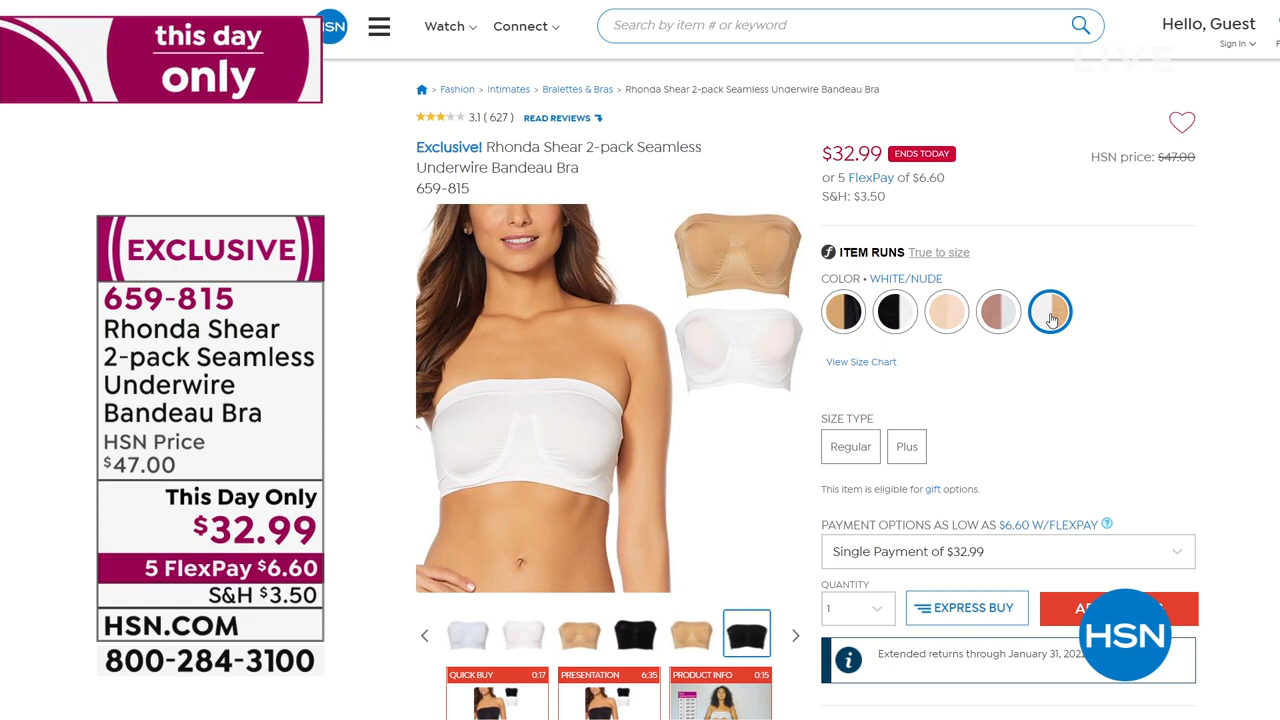 this day
only
HSN
Watch
Connect
Search by item # or keyword
Hello, Guest
Sign In
LIVE
Fashion > Intimates > Bralettes & Bras > Rhonda Shear 2-pack Seamless Underwire Bandeau Bra
3.1 ( 627 ) READ REVIEWS
Exclusive! Rhonda Shear 2-pack Seamless
Underwire Bandeau Bra
659-815
$32.99 ENDS TODAY
HSN price: $47.00
or 5 FlexPay of $6.60
S&H: $3.50
f ITEM RUNS True to size
COLOR • WHITE/NUDE
View Size Chart
SIZE TYPE
Regular
Plus
This item is eligible for gift options.
PAYMENT OPTIONS AS LOW AS $6.60 W/FLEXPAY ?
Single Payment of $32.99
QUANTITY
1
EXPRESS BUY
HSN
i Extended returns through January 31, 202
QUICK BUY 0:17
PRESENTATION 6:35
PRODUCT INFO 0:15
EXCLUSIVE
659-815
Rhonda Shear
2-pack Seamless
Underwire
Bandeau Bra
HSN Price
$47.00
This Day Only
$32.99
5 FlexPay $6.60
S&H $3.50
HSN.COM
800-284-3100